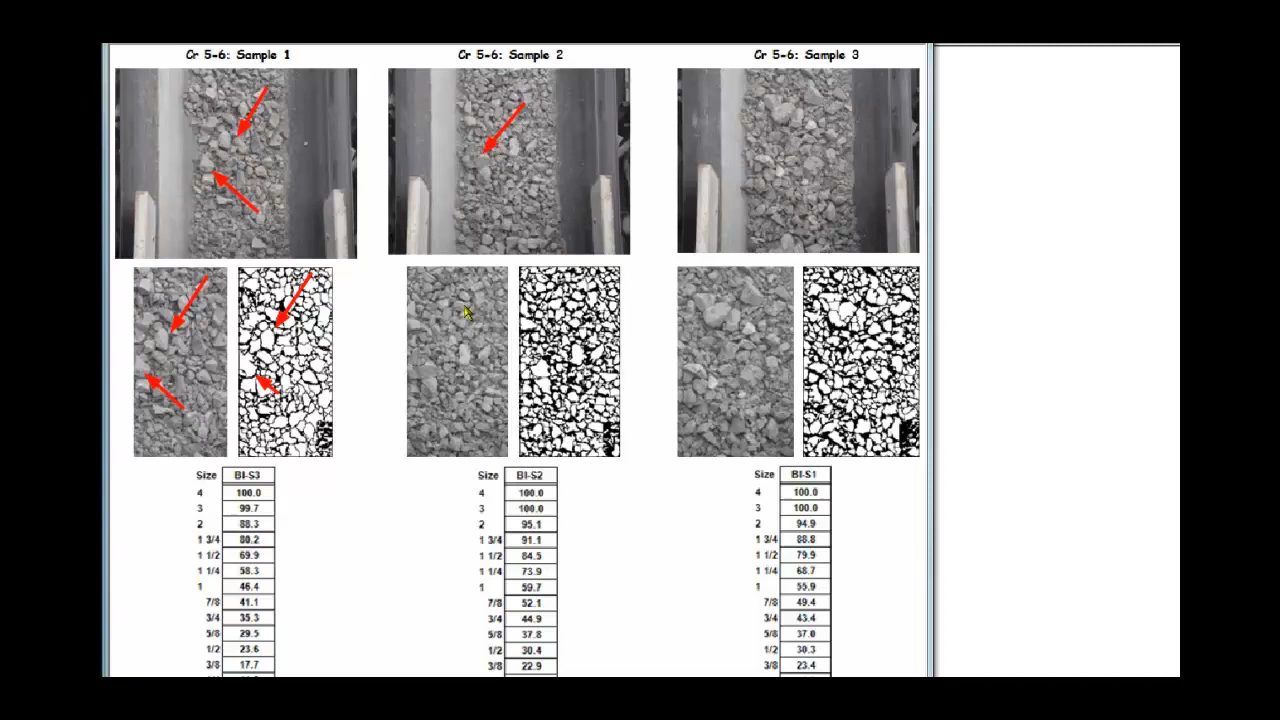 Cr 5-6: Sample 1
Cr 5-6: Sample 2
Cr 5-6: Sample 3
Size BI-S3
4 100.0
3 99.7
2 88.3
1 3/4 80.2
1 1/2 69.9
1 1/4 58.3
1 46.4
7/8 41.1
3/4 35.3
5/8 29.5
1/2 23.6
3/8 17.7
Size BI-S2
4 100.0
3 100.0
2 95.1
1 3/4 91.1
1 1/2 84.5
1 1/4 73.9
1 59.7
7/8 52.1
3/4 44.9
5/8 37.8
1/2 30.4
3/8 22.9
Size BI-S1
4 100.0
3 100.0
2 94.9
1 3/4 88.8
1 1/2 79.9
1 1/4 68.7
1 55.9
7/8 49.4
3/4 43.4
5/8 37.0
1/2 30.3
3/8 23.4